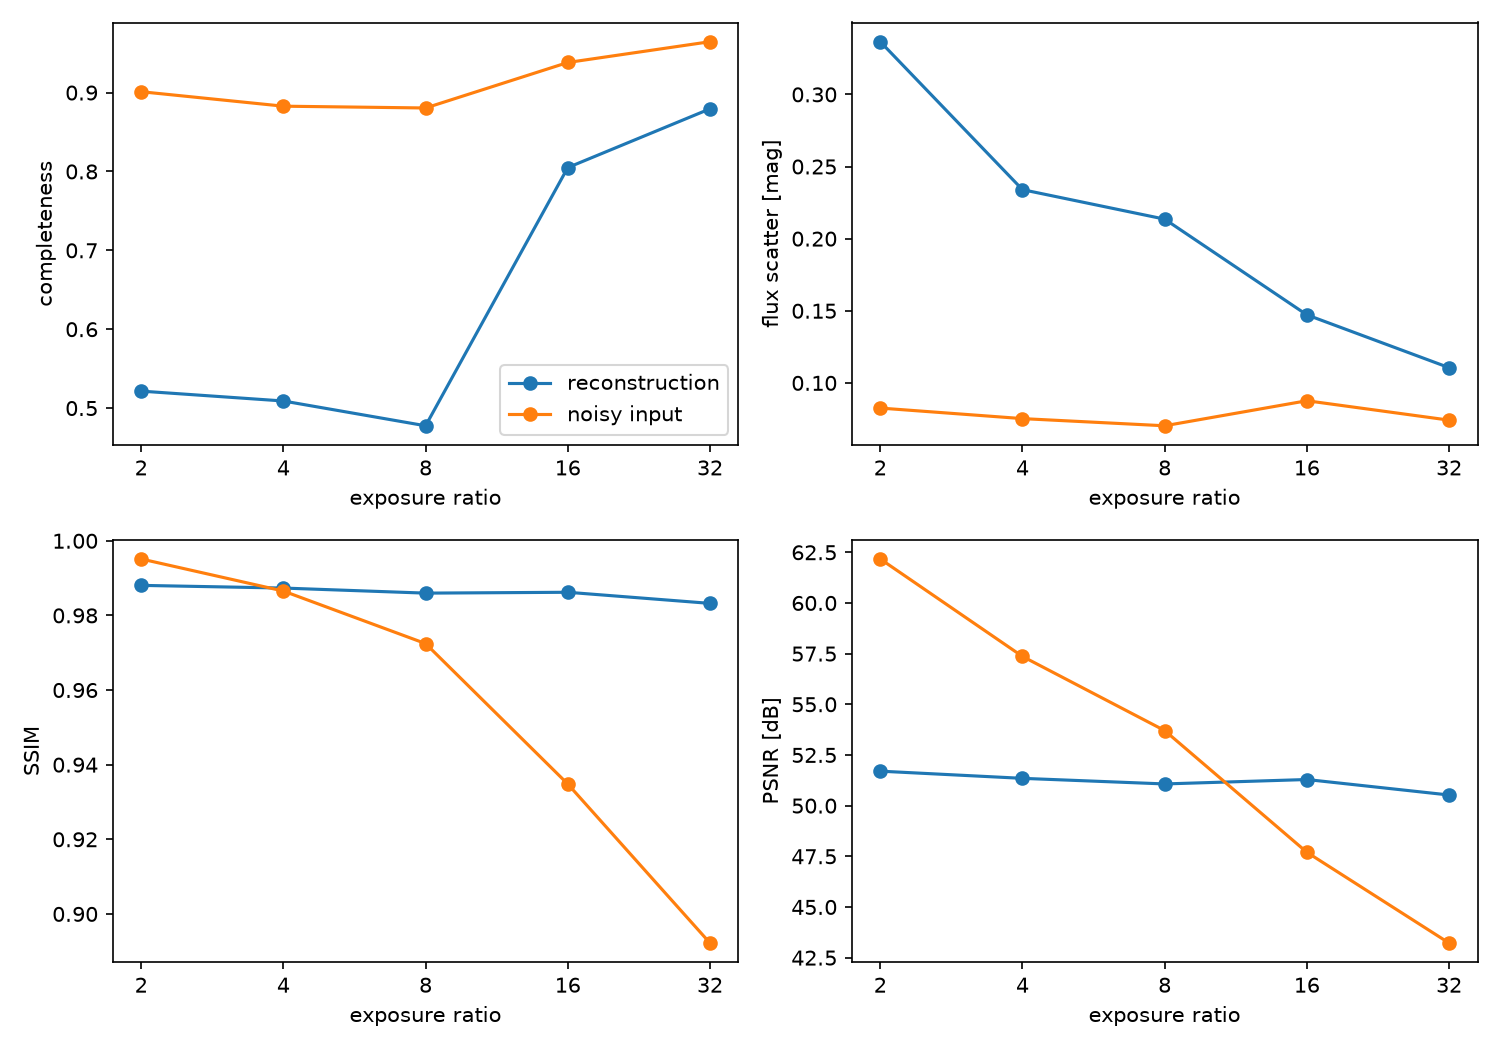 0.9
0.8
0.7
0.6
0.5
completeness
reconstruction
noisy input
2 4 8 16 32
exposure ratio
0.30
0.25
0.20
0.15
0.10
flux scatter [mag]
2 4 8 16 32
exposure ratio
1.00
0.98
0.96
0.94
0.92
0.90
SSIM
2 4 8 16 32
exposure ratio
62.5
60.0
57.5
55.0
52.5
50.0
47.5
45.0
42.5
PSNR [dB]
2 4 8 16 32
exposure ratio